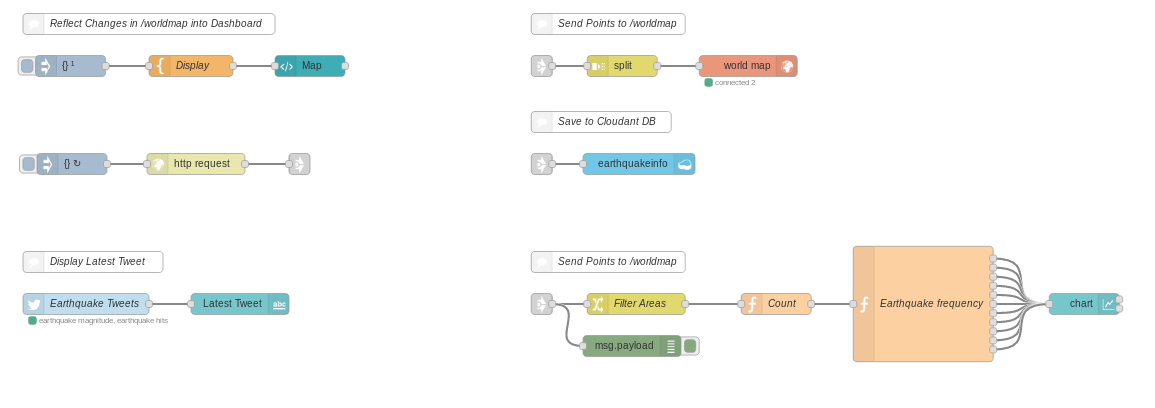 Reflect Changes in /worldmap into Dashboard
{} ¹
Display
Map
{} ↻
http request
Display Latest Tweet
Earthquake Tweets
Latest Tweet
abc
earthquake magnitude, earthquake hits
Send Points to /worldmap
split
world map
connected 2
Save to Cloudant DB
earthquakeinfo
Send Points to /worldmap
Filter Areas
Count
Earthquake frequency
chart
msg.payload